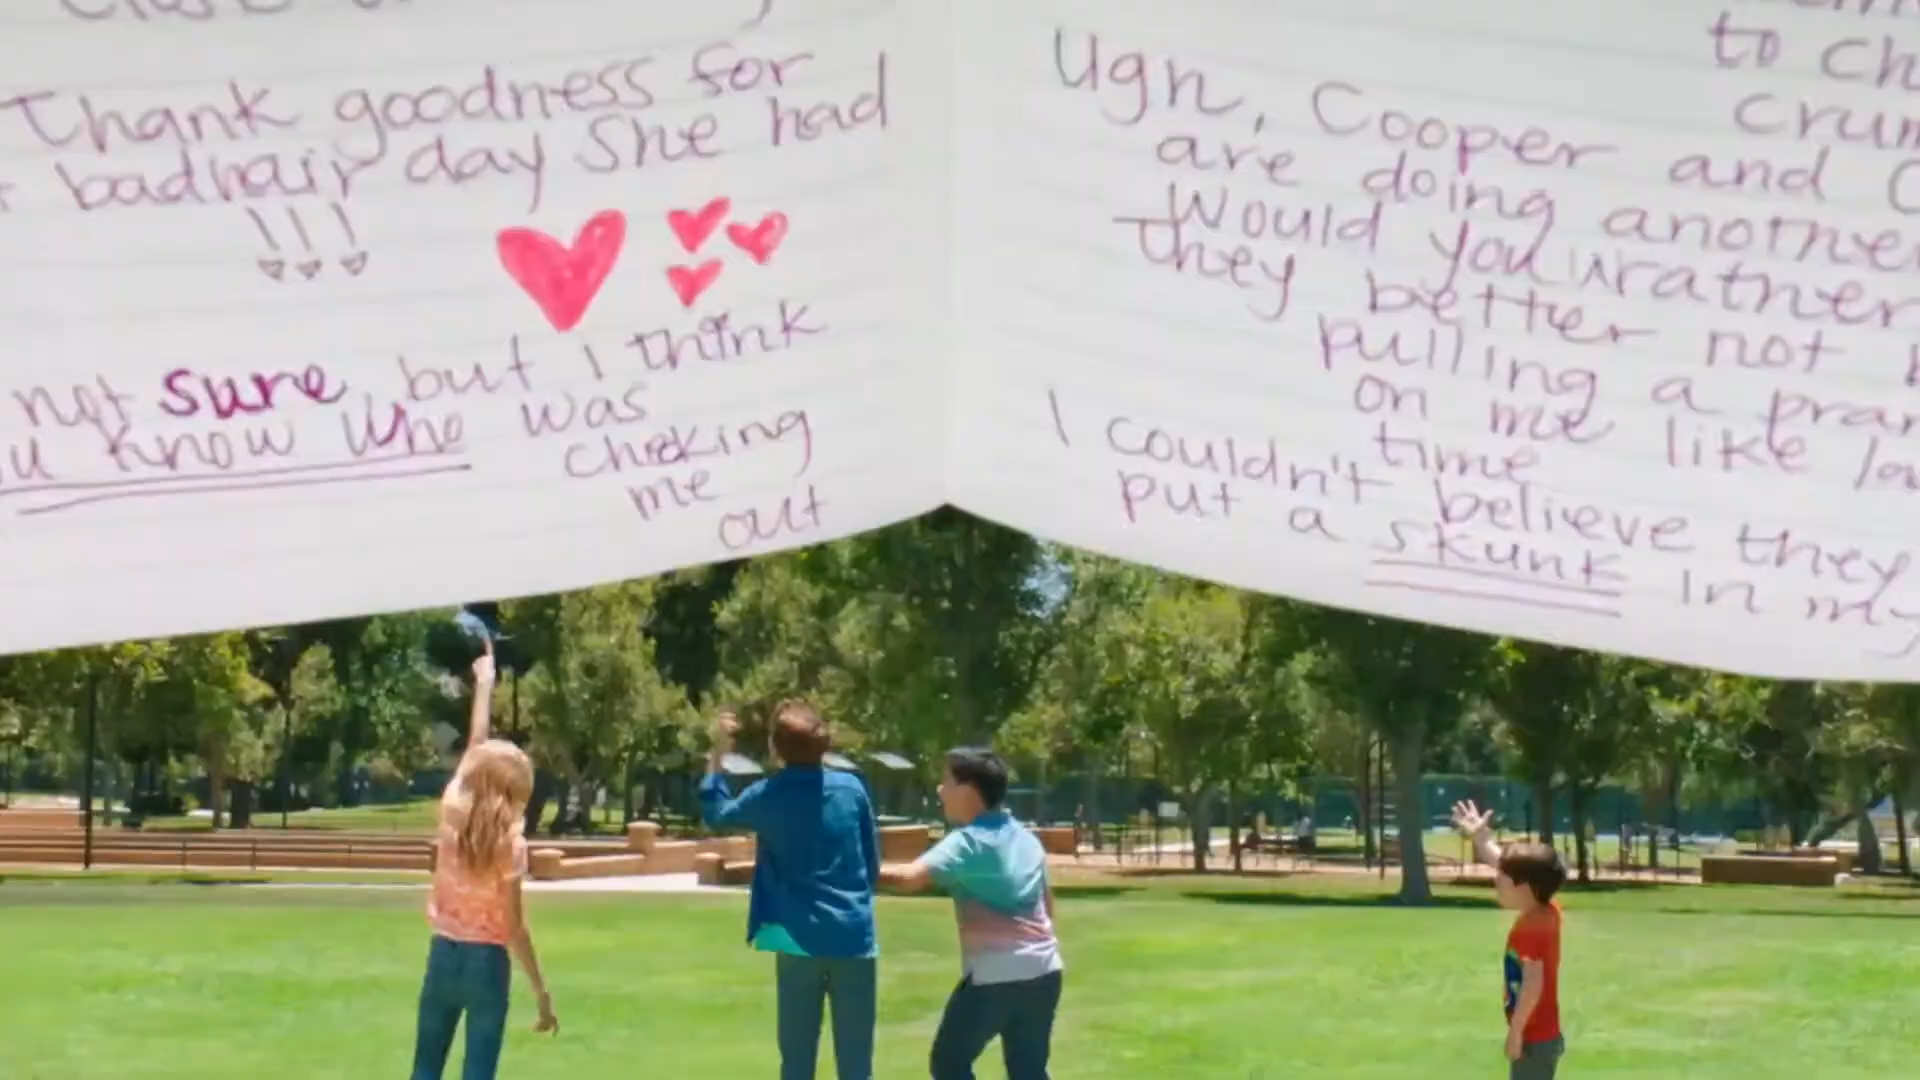 Thank goodness for
badhair day She had
!!!
not sure, but I think
know who was
checking
me
out
to
Ugh, Cooper and
are doing another
Would you rather
they better not
pulling a
on me like
time
I couldn't believe they
put a skunk in my